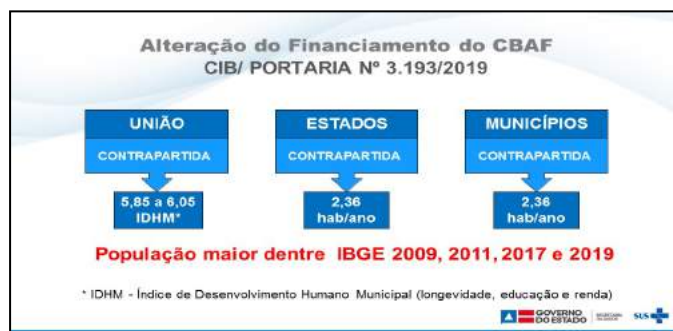 Alteração do Financiamento do CBAF
CIB/ PORTARIA Nº 3.193/2019
UNIÃO
CONTRAPARTIDA
5,85 a 6,05
IDHM*
ESTADOS
CONTRAPARTIDA
2,36
hab/ano
MUNICÍPIOS
CONTRAPARTIDA
2,36
hab/ano
População maior dentre IBGE 2009, 2011, 2017 e 2019
* IDHM - Índice de Desenvolvimento Humano Municipal (longevidade, educação e renda)
GOVERNO
DO ESTADO
SUS